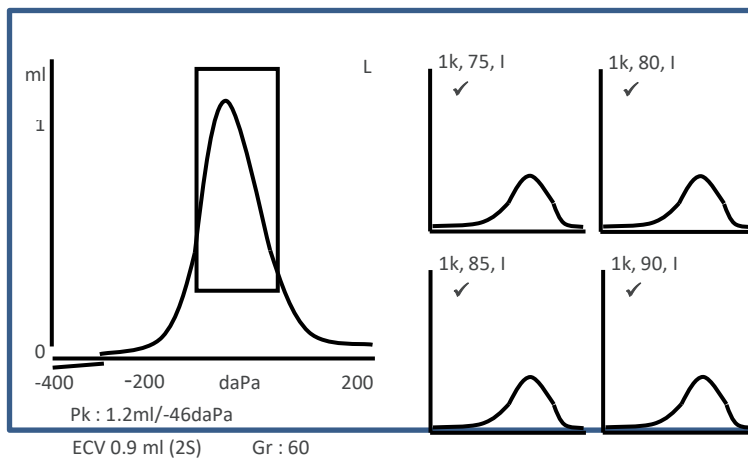 ml
L
1
0
-400
-200
daPa
200
Pk : 1.2ml/-46daPa
ECV 0.9 ml (2S)
Gr : 60
1k, 75, I
✓
1k, 80, I
✓
1k, 85, I
✓
1k, 90, I
✓